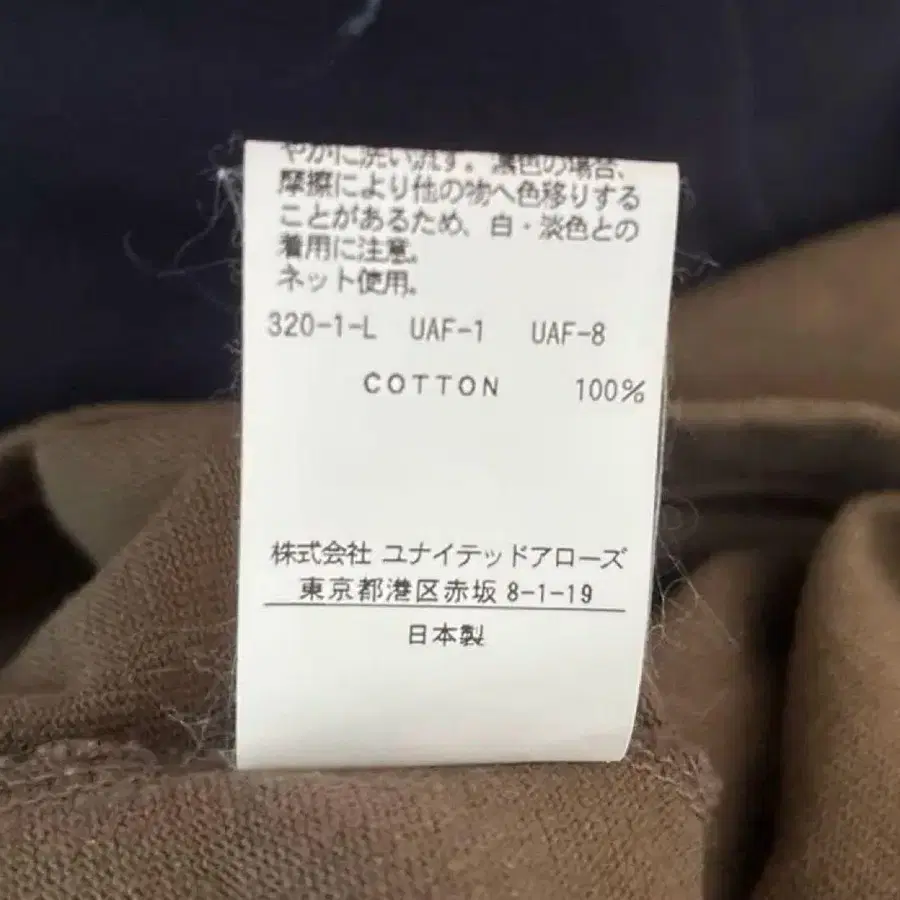 やかに洗い流す。濃色の場合、
摩擦により他の物へ色移りする
ことがあるため、白・淡色との
着用に注意。
ネット使用。
320-1-L UAF-1 UAF-8
COTTON 100%
株式会社 ユナイテッドアローズ
東京都港区赤坂 8-1-19
日本製